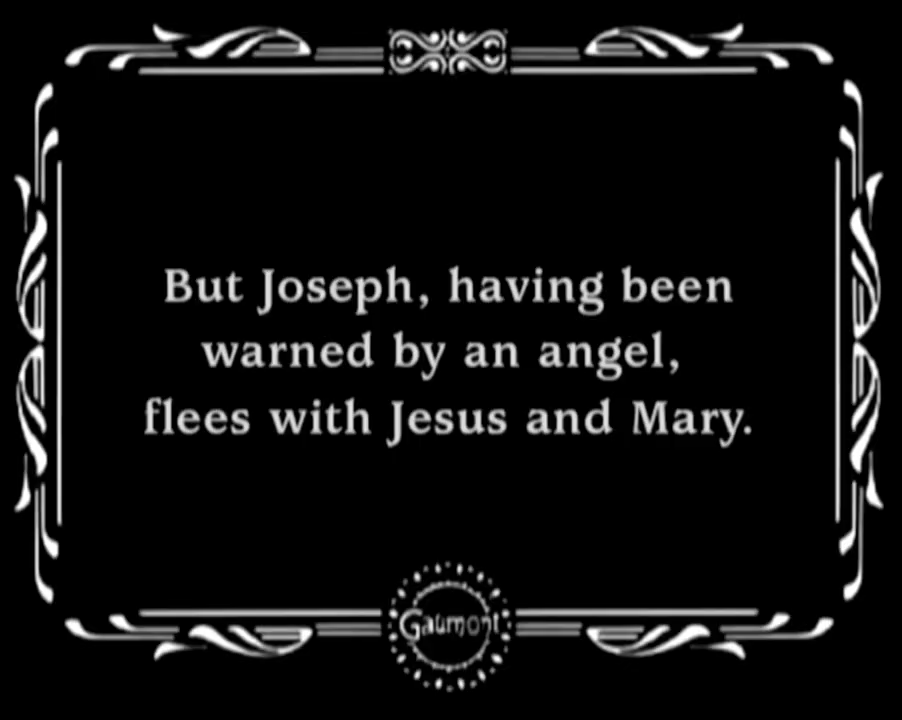 But Joseph, having been
warned by an angel,
flees with Jesus and Mary.
Gaumont